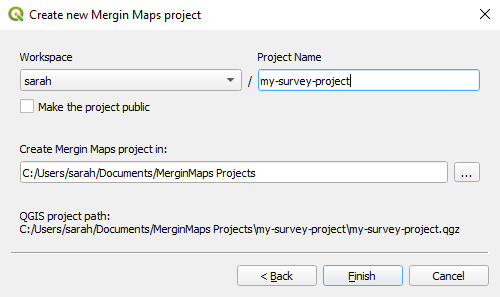 Create new Mergin Maps project
Workspace Project Name
sarah / my-survey-project
Make the project public
Create Mergin Maps project in:
C:/Users/sarah/Documents/MerginMaps Projects ...
QGIS project path:
C:/Users/sarah/Documents/MerginMaps Projects\my-survey-project\my-survey-project.qgz
< Back Finish Cancel